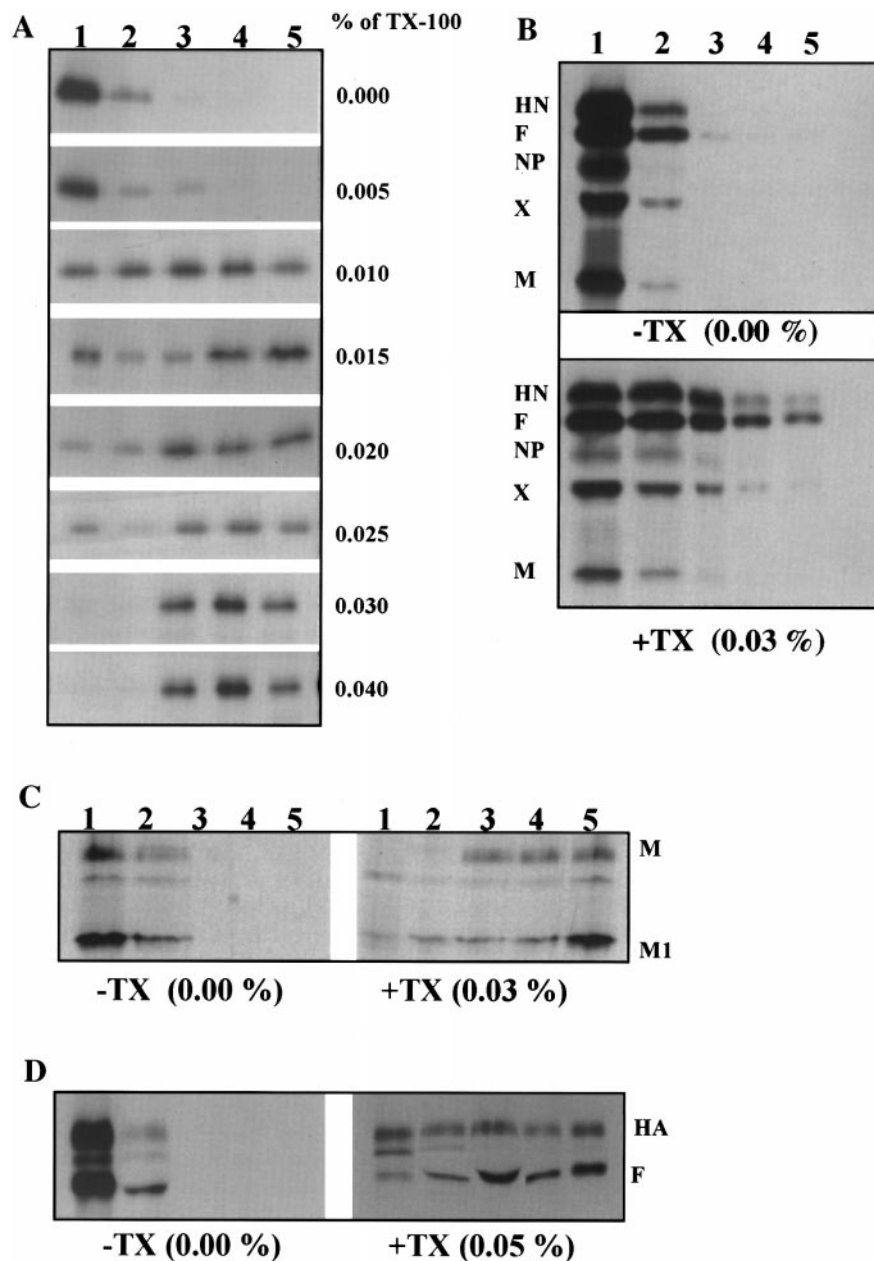 A
1 2 3 4 5
% of TX-100
0.000
0.005
0.010
0.015
0.020
0.025
0.030
0.040
B
1 2 3 4 5
HN
F
NP
X
M
-TX (0.00 %)
HN
F
NP
X
M
+TX (0.03 %)
C
1 2 3 4 5
1 2 3 4 5
M
M1
-TX (0.00 %)
+TX (0.03 %)
D
HA
F
-TX (0.00 %)
+TX (0.05 %)